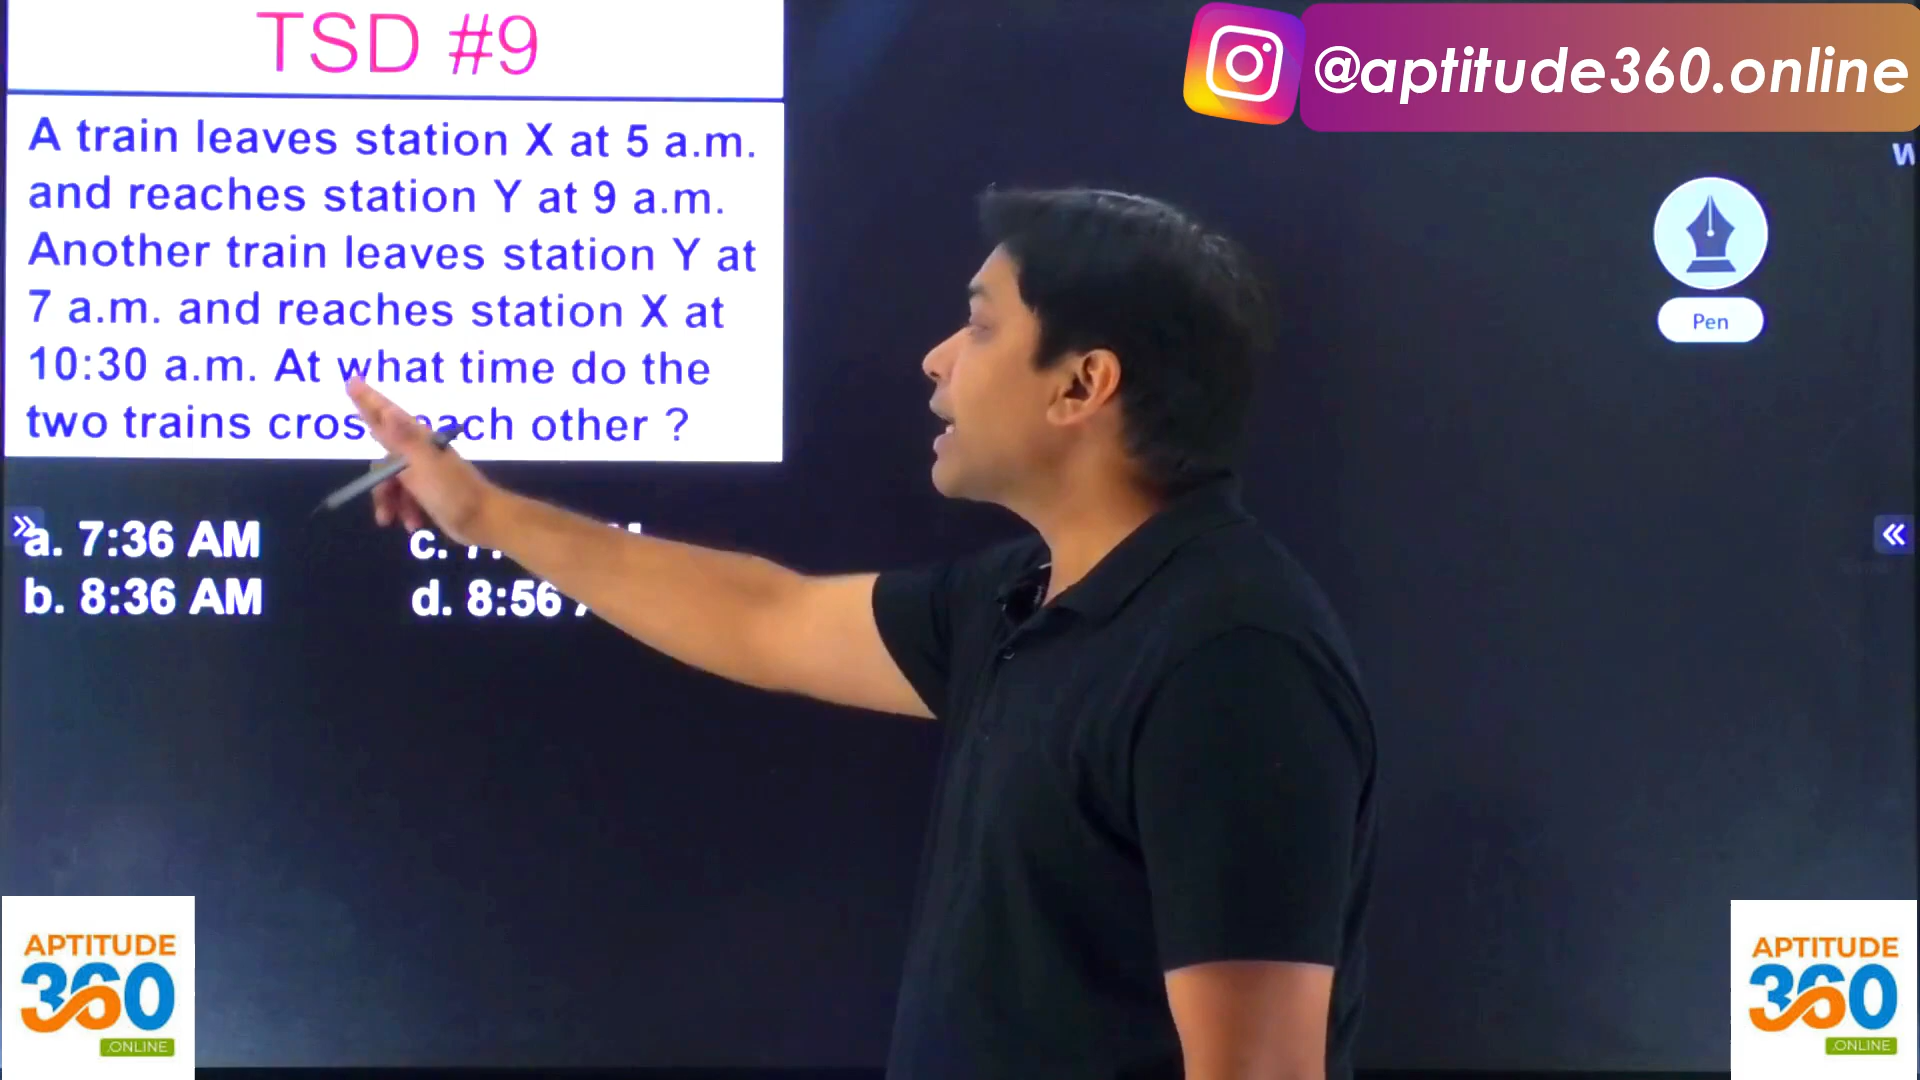 TSD #9
@aptitude360.online
A train leaves station X at 5 a.m.
and reaches station Y at 9 a.m.
Another train leaves station Y at
7 a.m. and reaches station X at
10:30 a.m. At what time do the
two trains cross each other ?
Pen
a. 7:36 AM
c.
b. 8:36 AM
d. 8:56
APTITUDE
360
.ONLINE
APTITUDE
360
.ONLINE